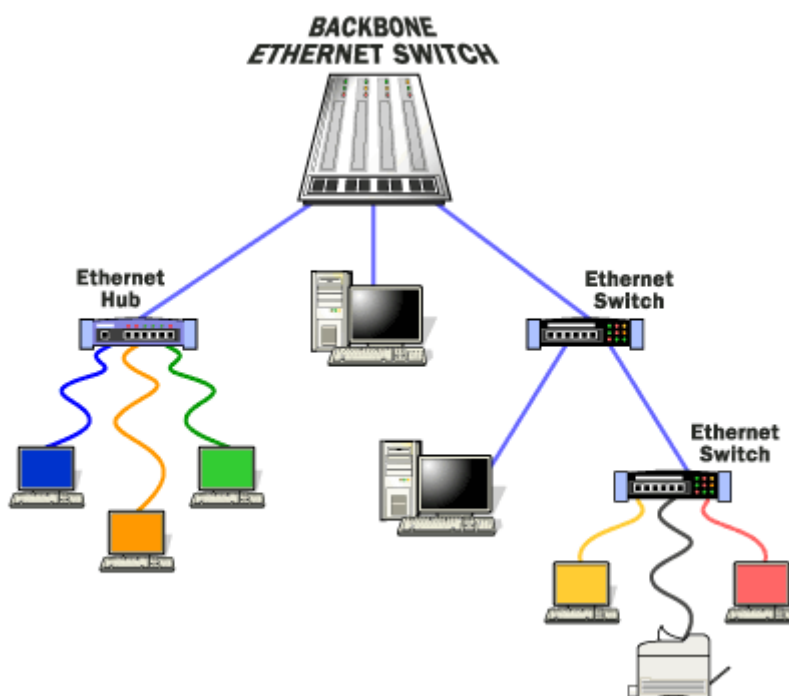 BACKBONE
ETHERNET SWITCH
Ethernet
Hub
Ethernet
Switch
Ethernet
Switch